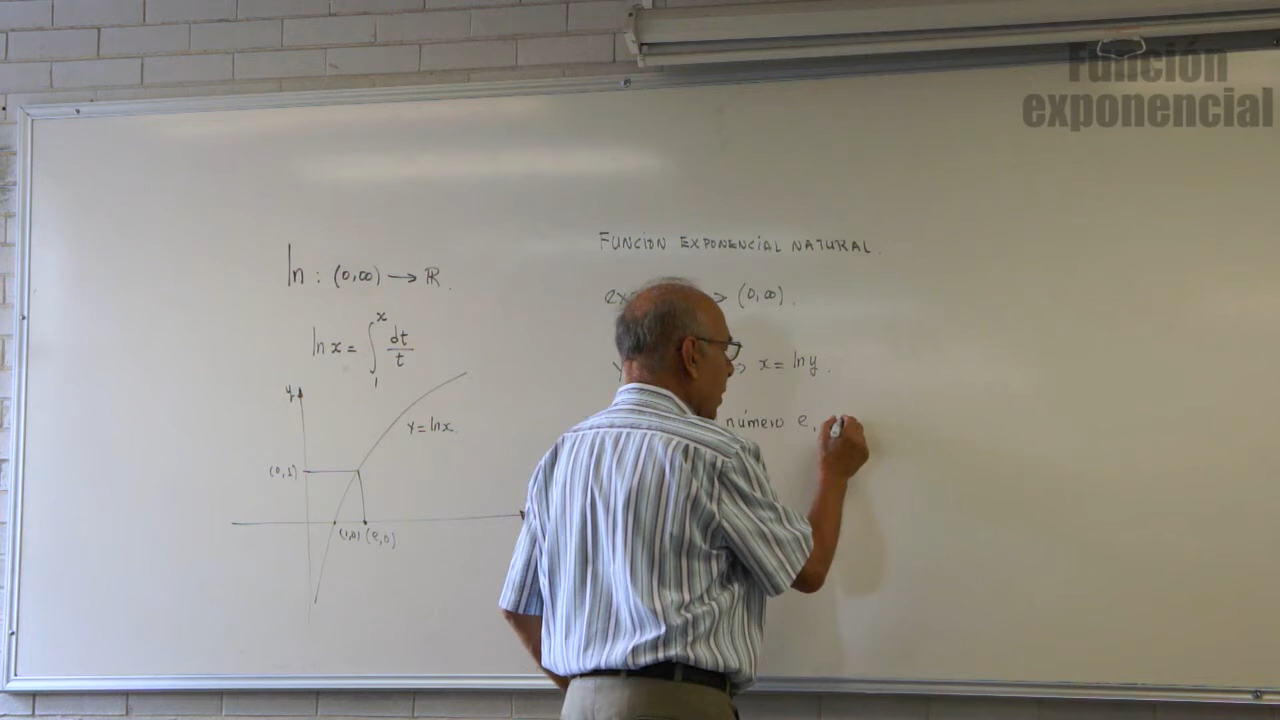 Función
exponencial
ln : (0,∞) → ℝ.
ln x = ∫₁ˣ dt/t
y
y = ln x.
(0,1)
(1,0) (e,0)
FUNCION EXPONENCIAL NATURAL.
(0,∞).
x = ln y.
número e,